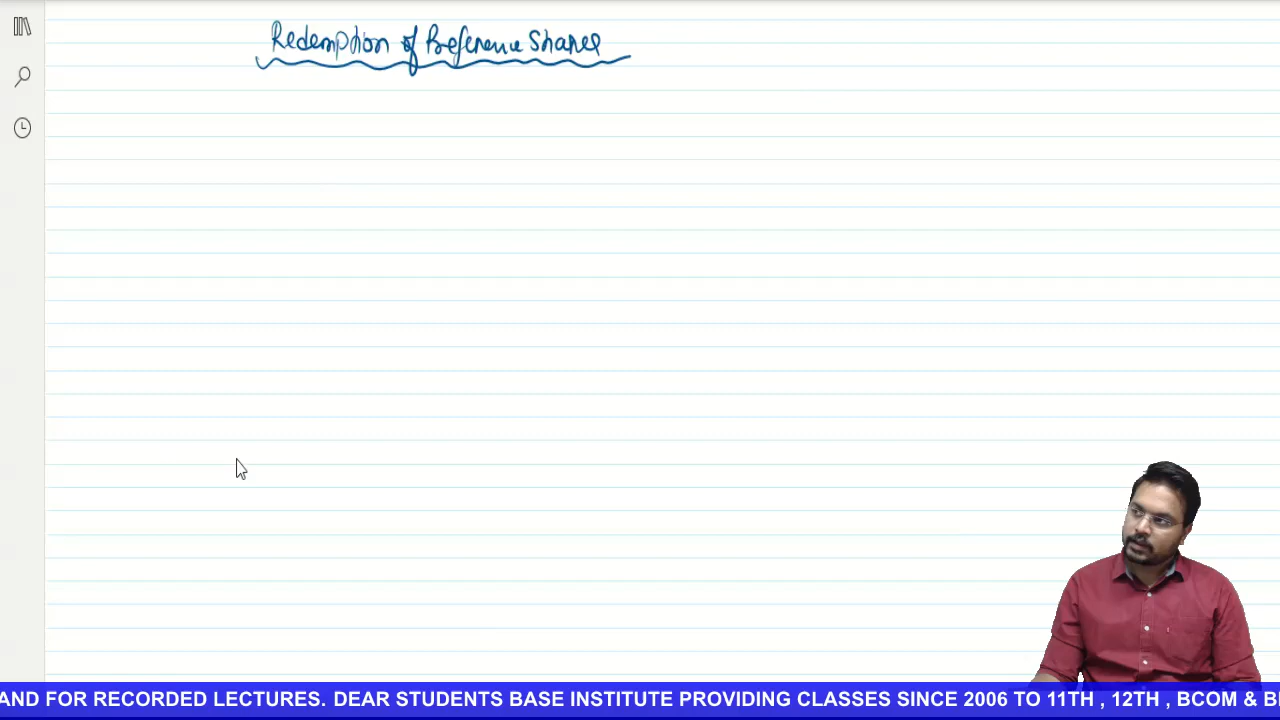 Redemption of Preference Shares
AND FOR RECORDED LECTURES. DEAR STUDENTS BASE INSTITUTE PROVIDING CLASSES SINCE 2006 TO 11TH , 12TH , BCOM & B